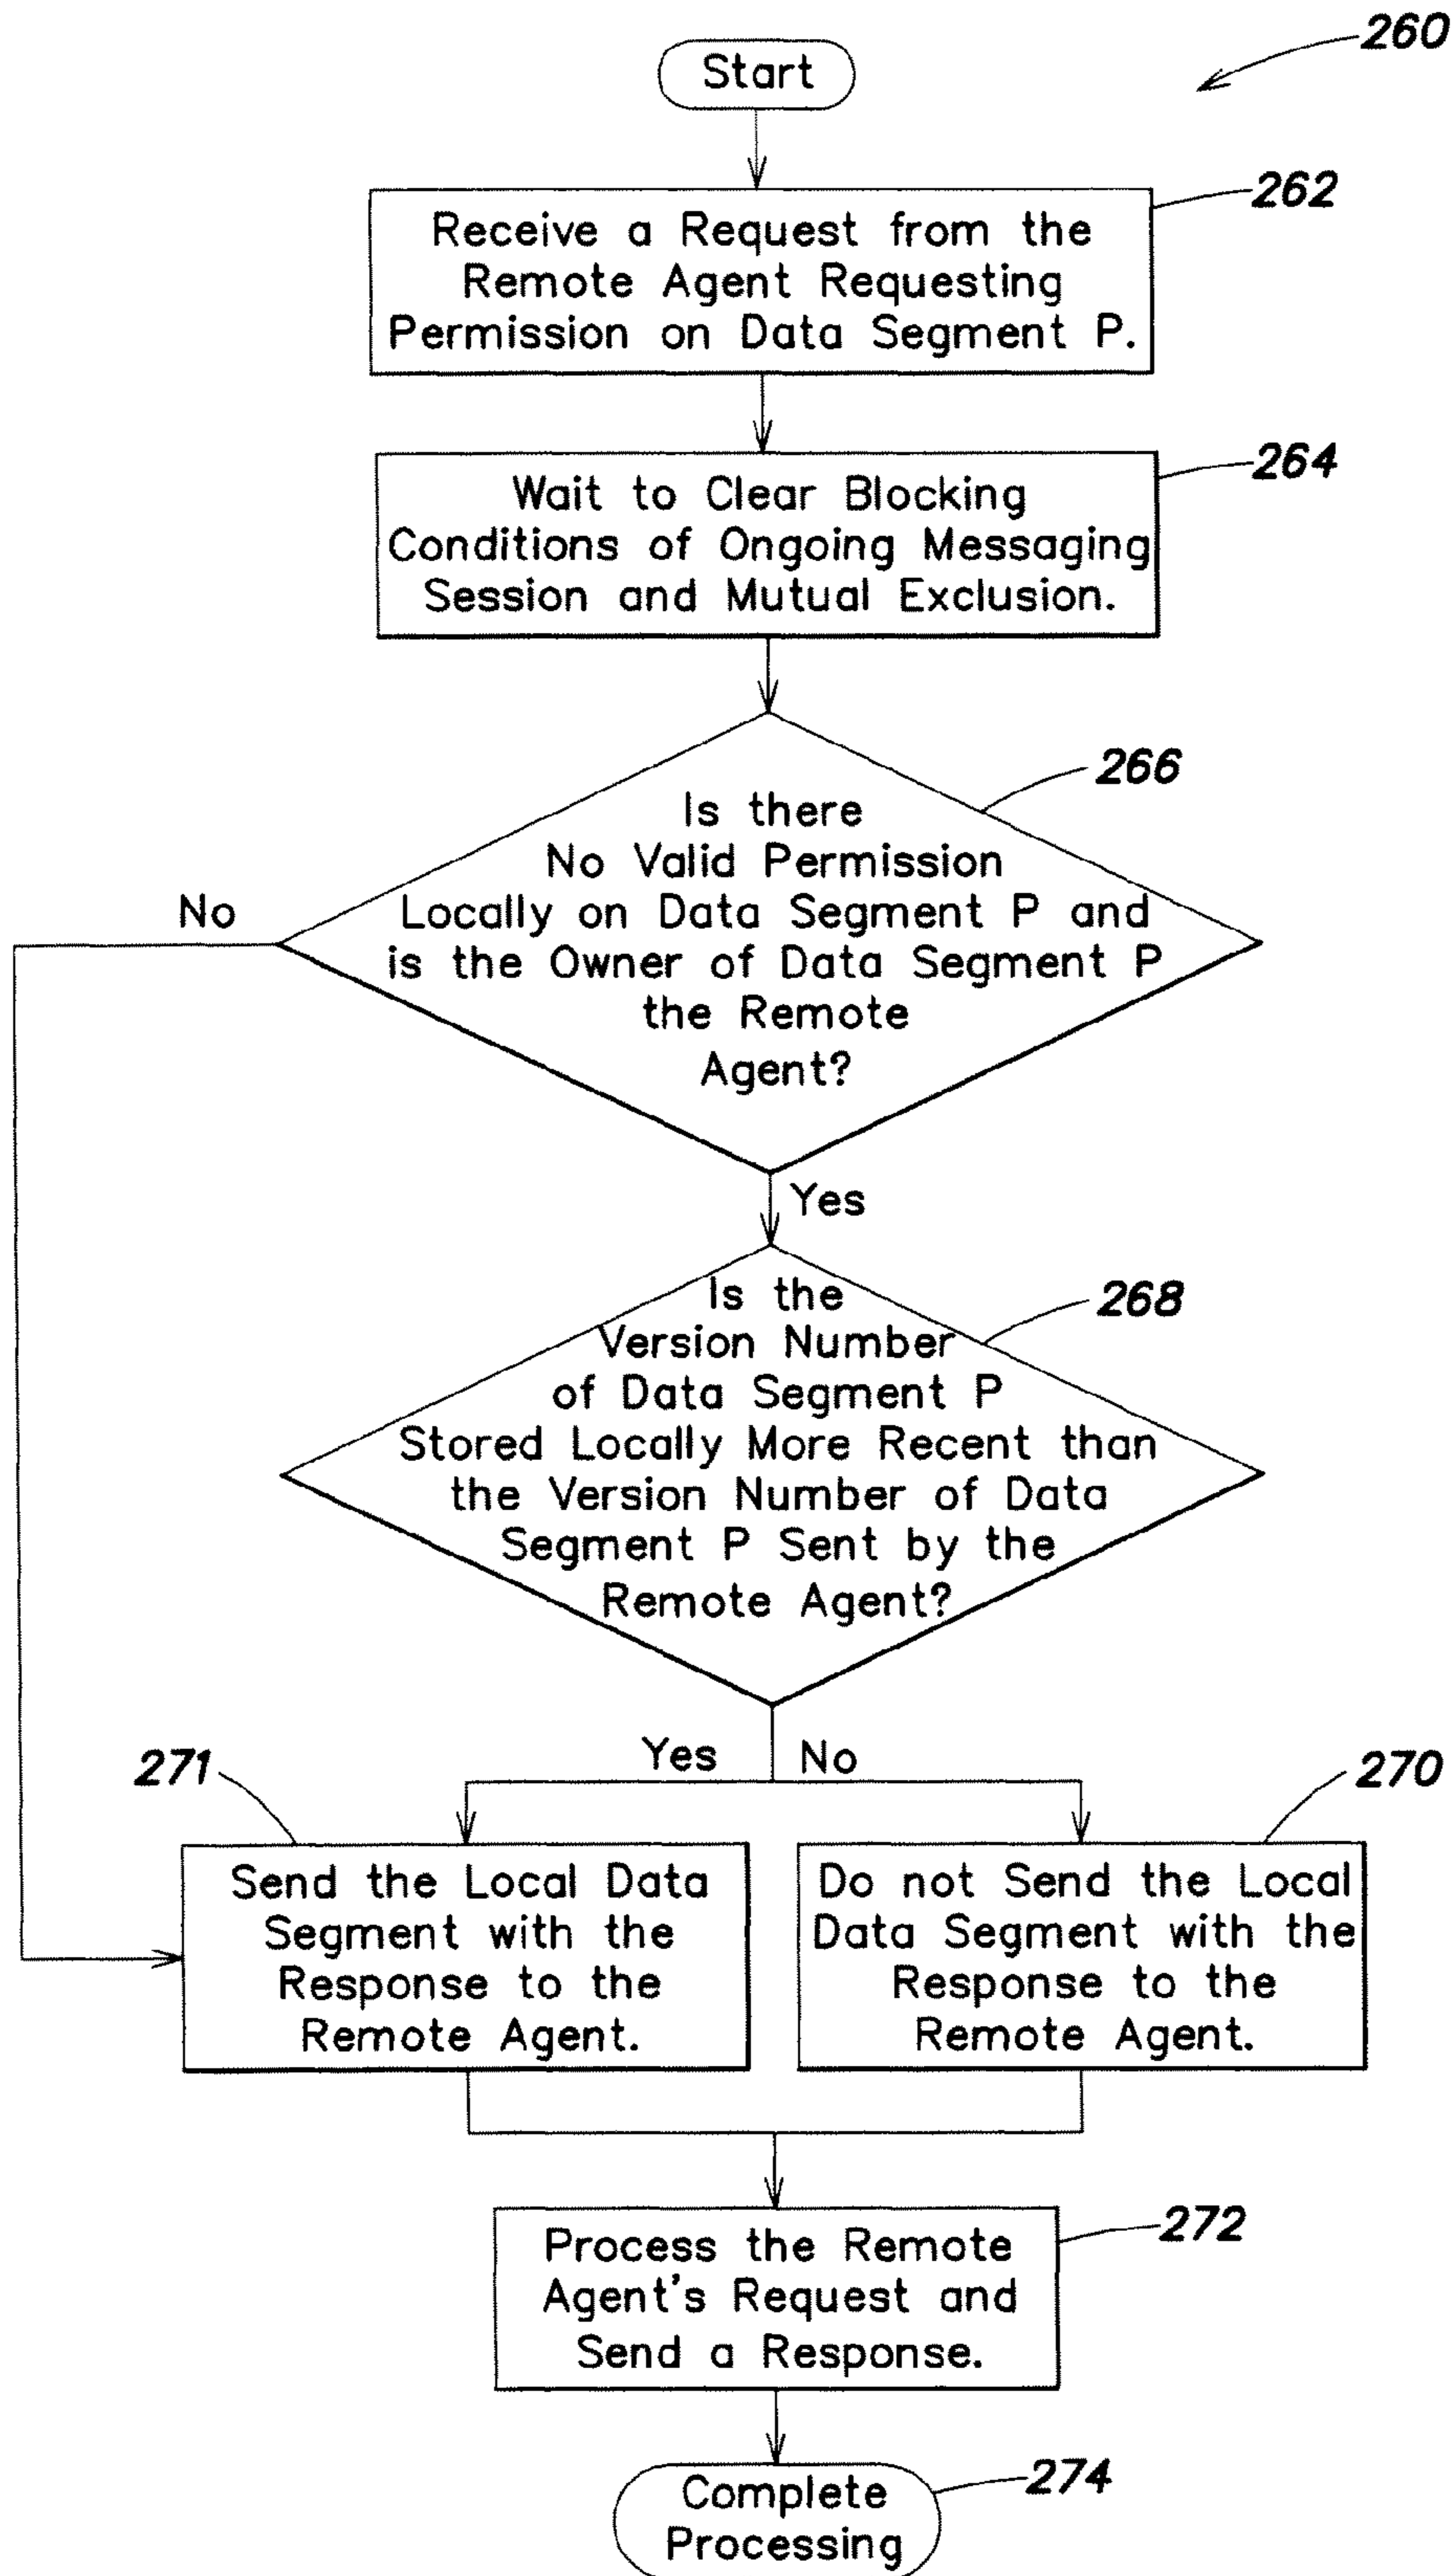 260
Start
262
Receive a Request from the
Remote Agent Requesting
Permission on Data Segment P.
264
Wait to Clear Blocking
Conditions of Ongoing Messaging
Session and Mutual Exclusion.
266
Is there
No Valid Permission
Locally on Data Segment P and
is the Owner of Data Segment P
the Remote
Agent?
No
Yes
268
Is the
Version Number
of Data Segment P
Stored Locally More Recent than
the Version Number of Data
Segment P Sent by the
Remote Agent?
Yes
No
271
Send the Local Data
Segment with the
Response to the
Remote Agent.
270
Do not Send the Local
Data Segment with the
Response to the
Remote Agent.
272
Process the Remote
Agent's Request and
Send a Response.
274
Complete
Processing